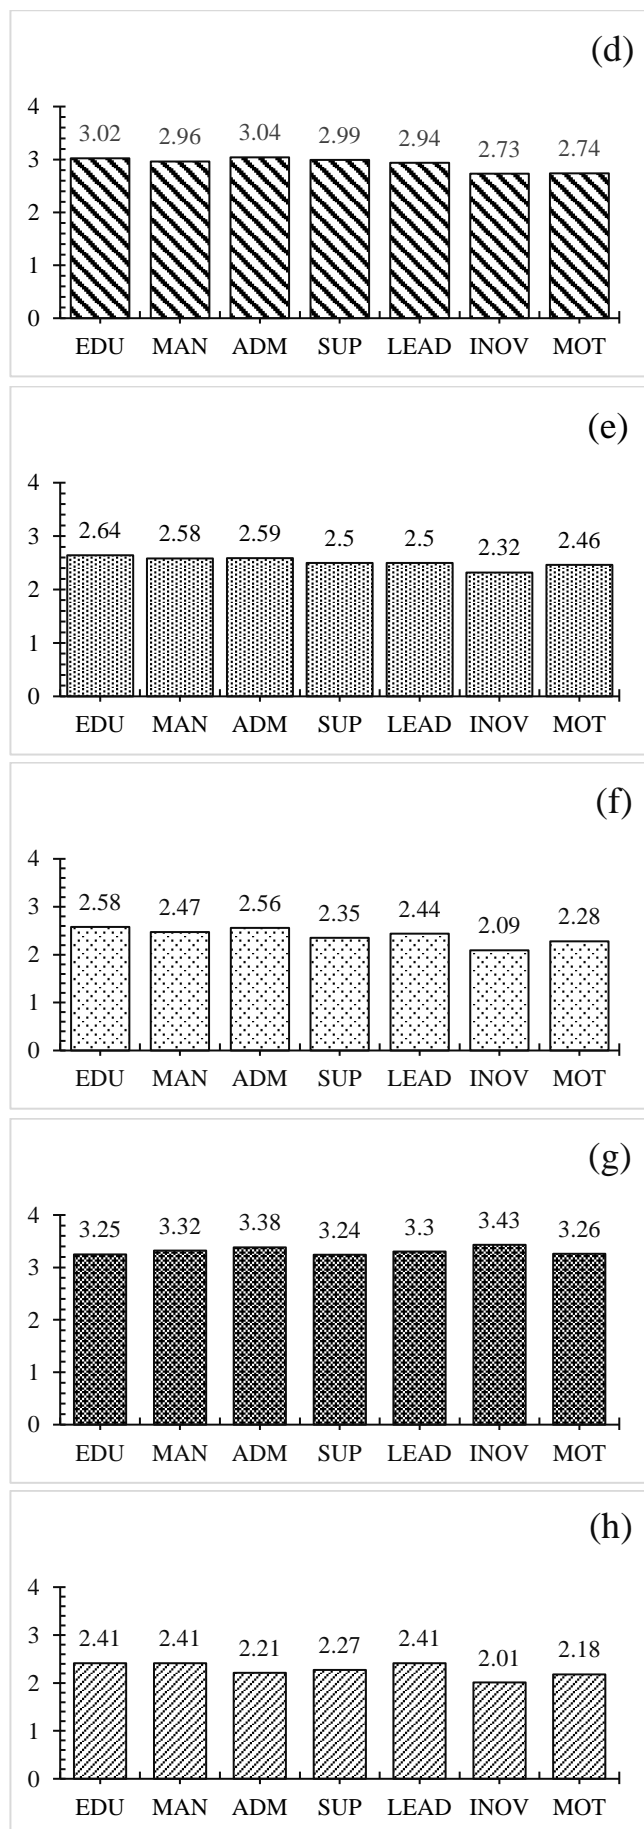 (d)
4
3.02 2.96 3.04 2.99 2.94 2.73 2.74
3
2
1
0
EDU MAN ADM SUP LEAD INOV MOT
(e)
4
2.64 2.58 2.59 2.5 2.5 2.32 2.46
3
2
1
0
EDU MAN ADM SUP LEAD INOV MOT
(f)
4
2.58 2.47 2.56 2.35 2.44 2.09 2.28
3
2
1
0
EDU MAN ADM SUP LEAD INOV MOT
(g)
4
3.25 3.32 3.38 3.24 3.3 3.43 3.26
3
2
1
0
EDU MAN ADM SUP LEAD INOV MOT
(h)
4
3
2.41 2.41 2.21 2.27 2.41 2.01 2.18
2
1
0
EDU MAN ADM SUP LEAD INOV MOT